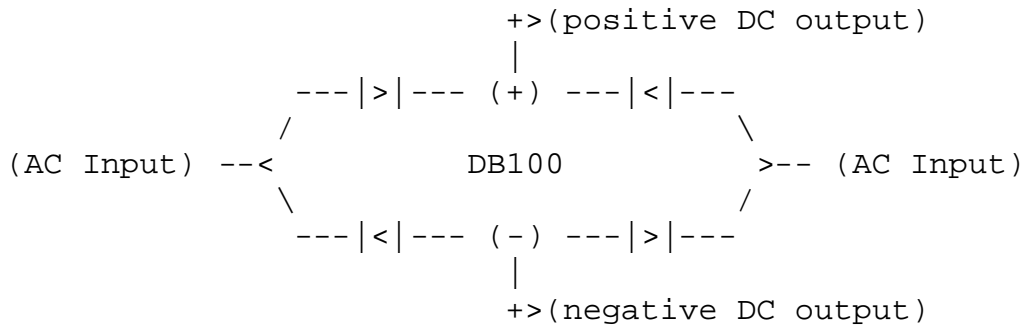 +>(positive DC output)
                         |
              ---|>|--- (+) ---|<|---
             /                       \
(AC Input) --<          DB100         >-- (AC Input)
             \                       /
              ---|<|--- (-) ---|>|---
                         |
                         +>(negative DC output)